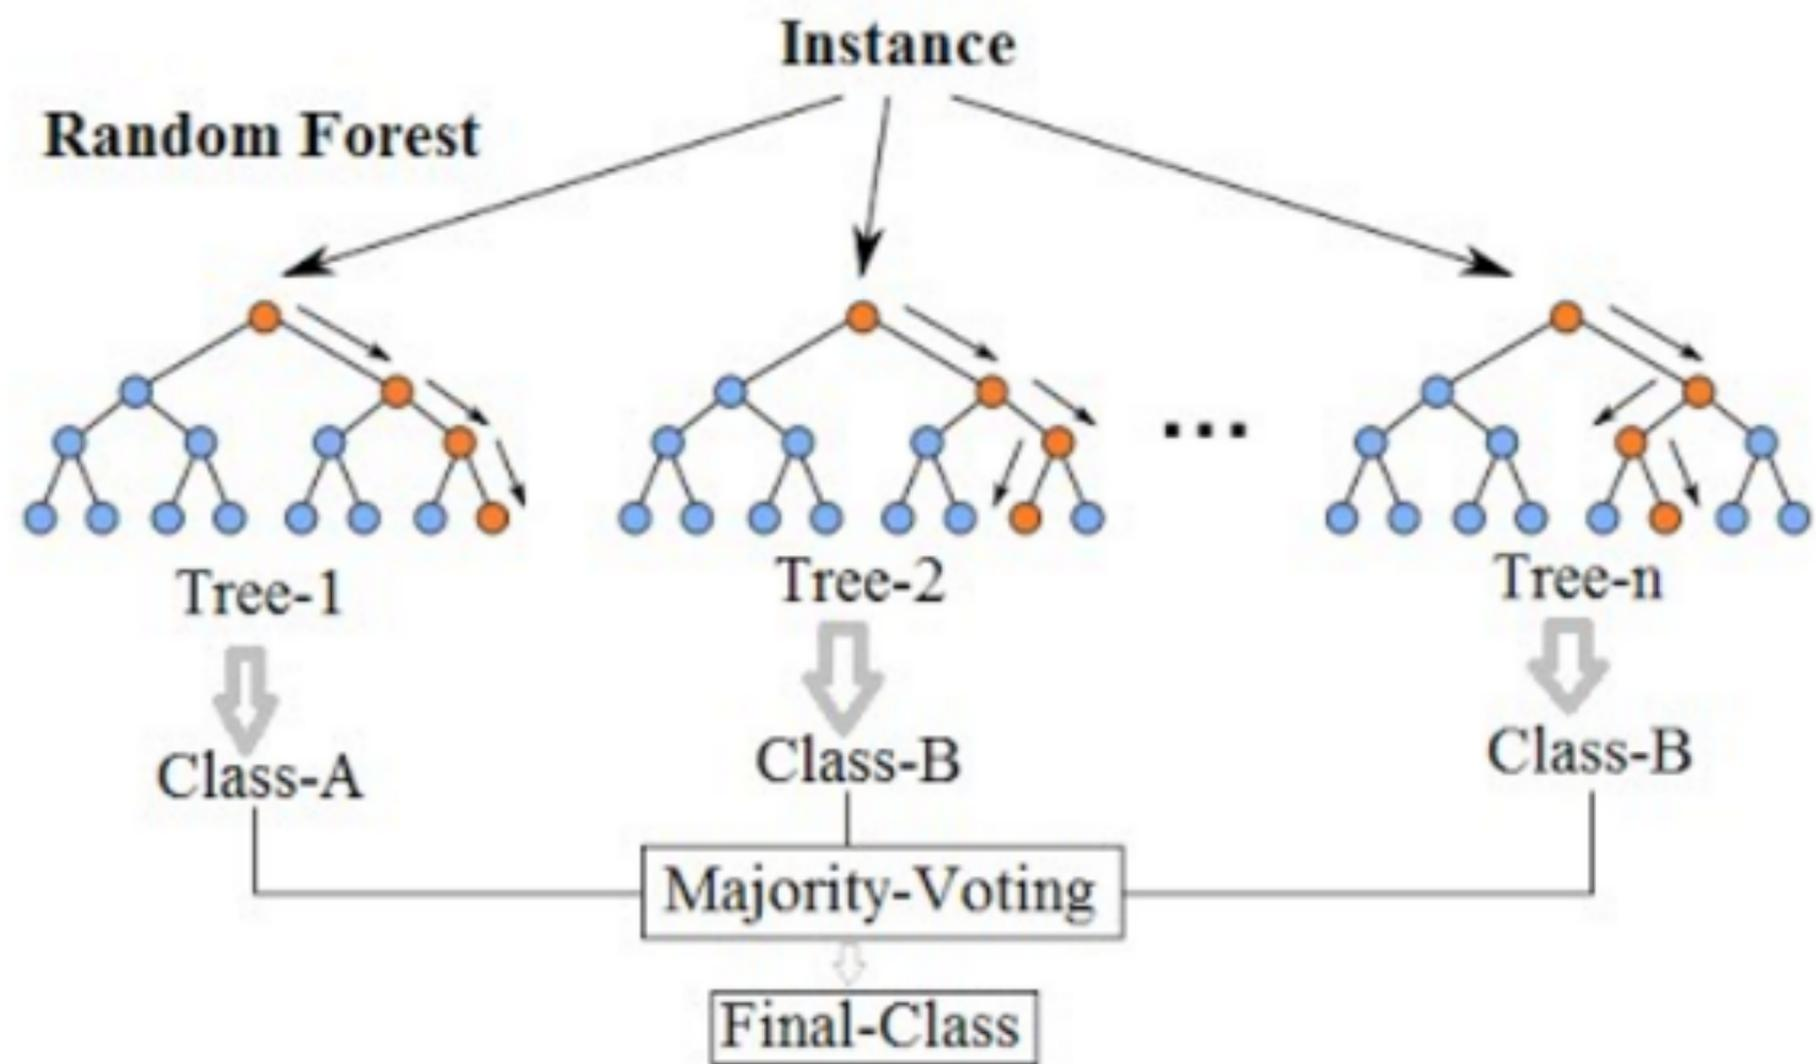 Instance
Random Forest
...
Tree-1
Tree-2
Tree-n
Class-A
Class-B
Class-B
Majority-Voting
Final-Class